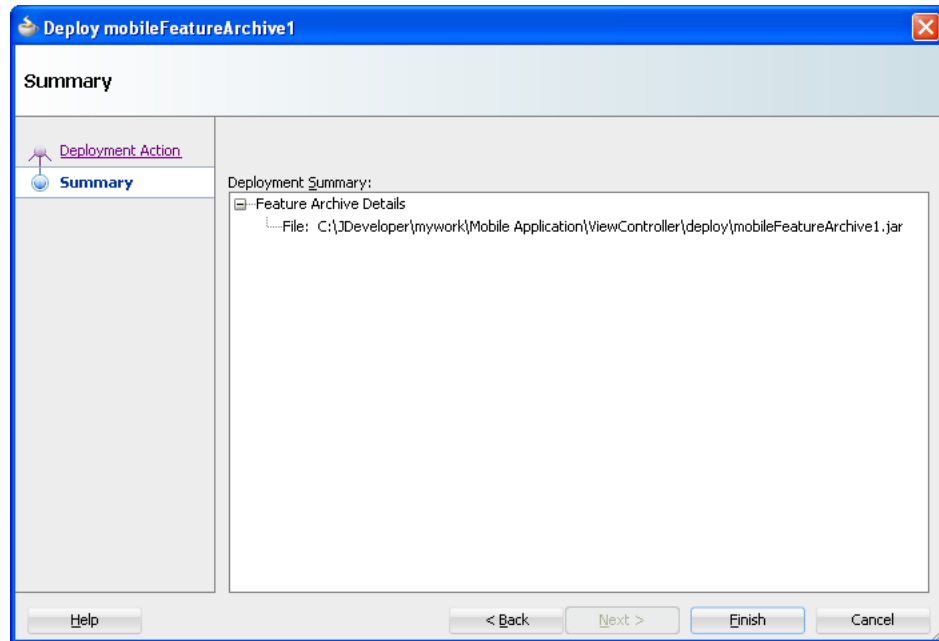 Deploy mobileFeatureArchive1
Summary
Deployment Action
Summary
Deployment Summary:
Feature Archive Details
File: C:\JDeveloper\mywork\Mobile Application\ViewController\deploy\mobileFeatureArchive1.jar
Help
< Back
Next >
Finish
Cancel